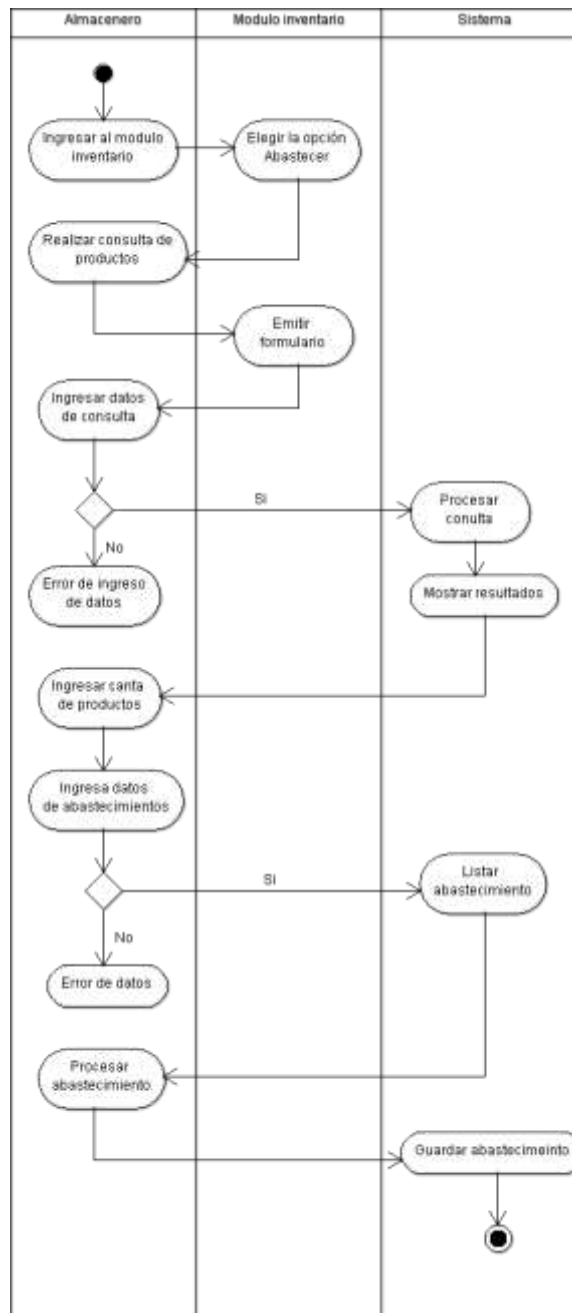 Almacenero
Modulo inventario
Sistema
Ingresar al modulo
inventario
Elegir la opción
Abastecer
Realizar consulta de
productos
Emitir
formulario
Ingresar datos
de consulta
Si
Procesar
conulta
No
Error de ingreso
de datos
Mostrar resultados
Ingresar canta
de productos
Ingresa datos
de abastecimientos
Si
Listar
abastecimiento
No
Error de datos
Procesar
abastecimiento
Guardar abastecimeinto